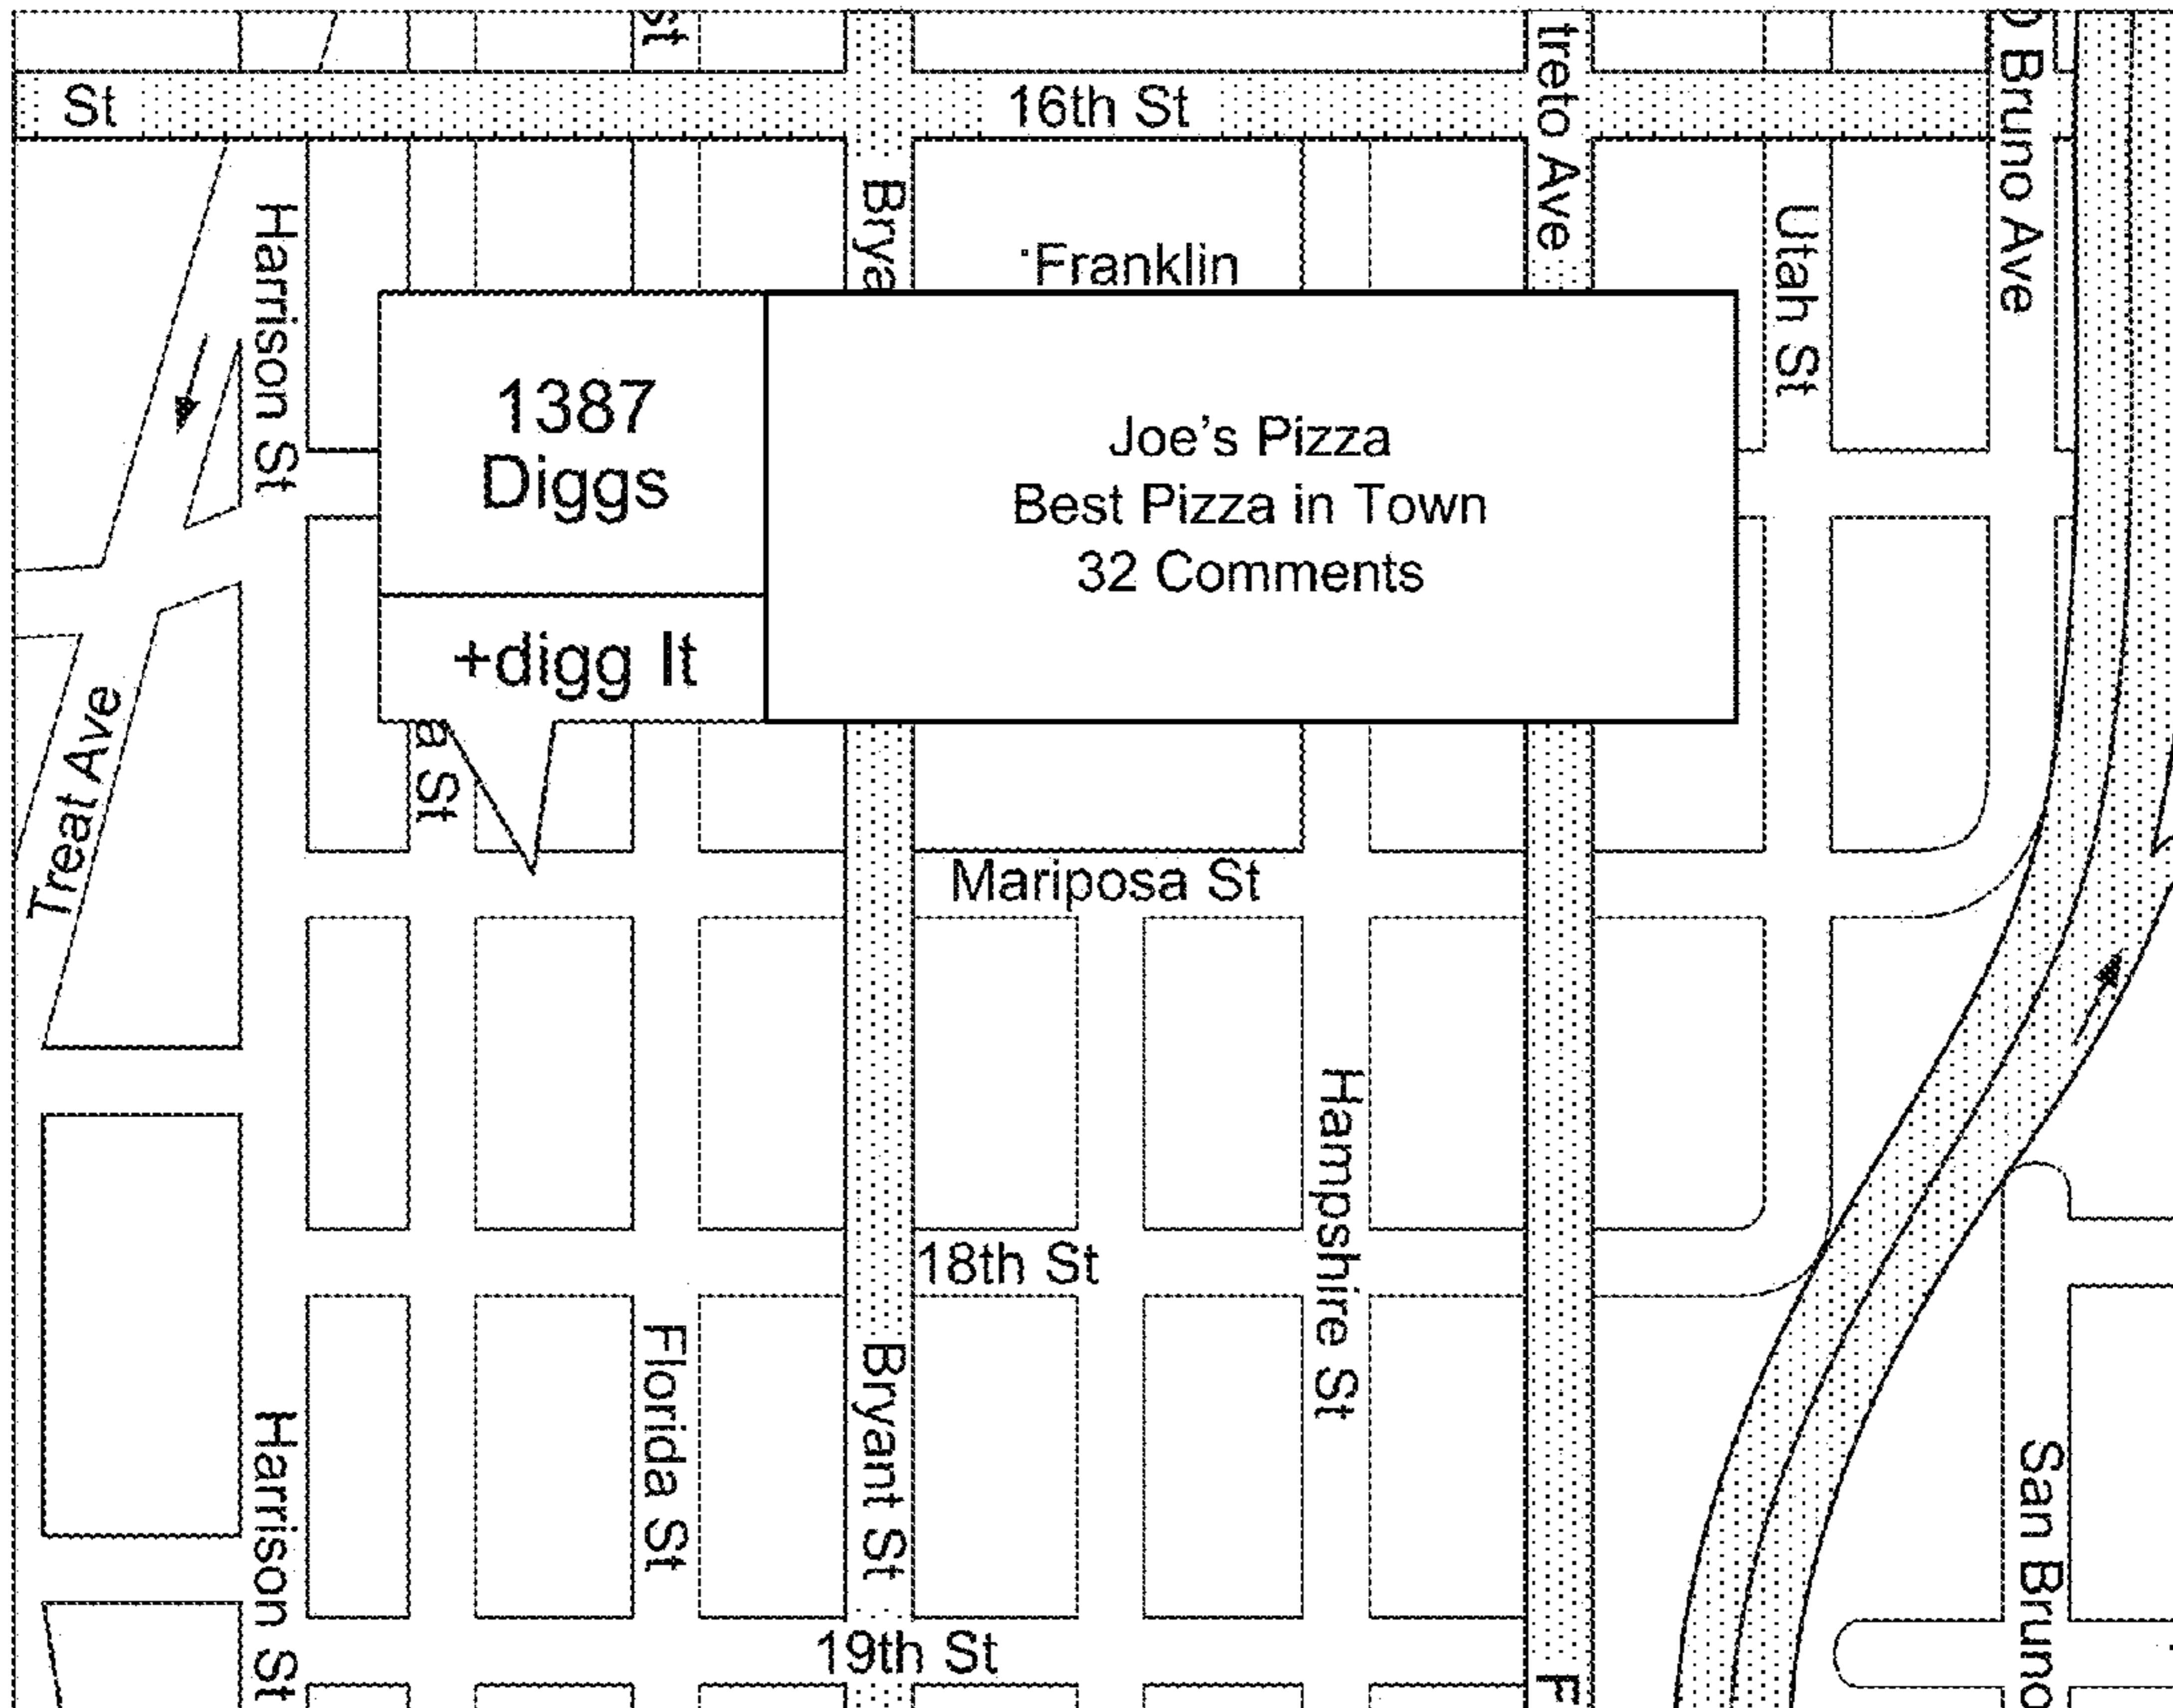 st
St
16th St
treto Ave
Bruno Ave
Harrison St
Brya
Franklin
Utah St
1387
Diggs
Joe's Pizza
Best Pizza in Town
32 Comments
+digg It
a St
Treat Ave
Mariposa St
Hampshire St
18th St
Florida St
Bryant St
Harrison St
San Bruno
19th St
F